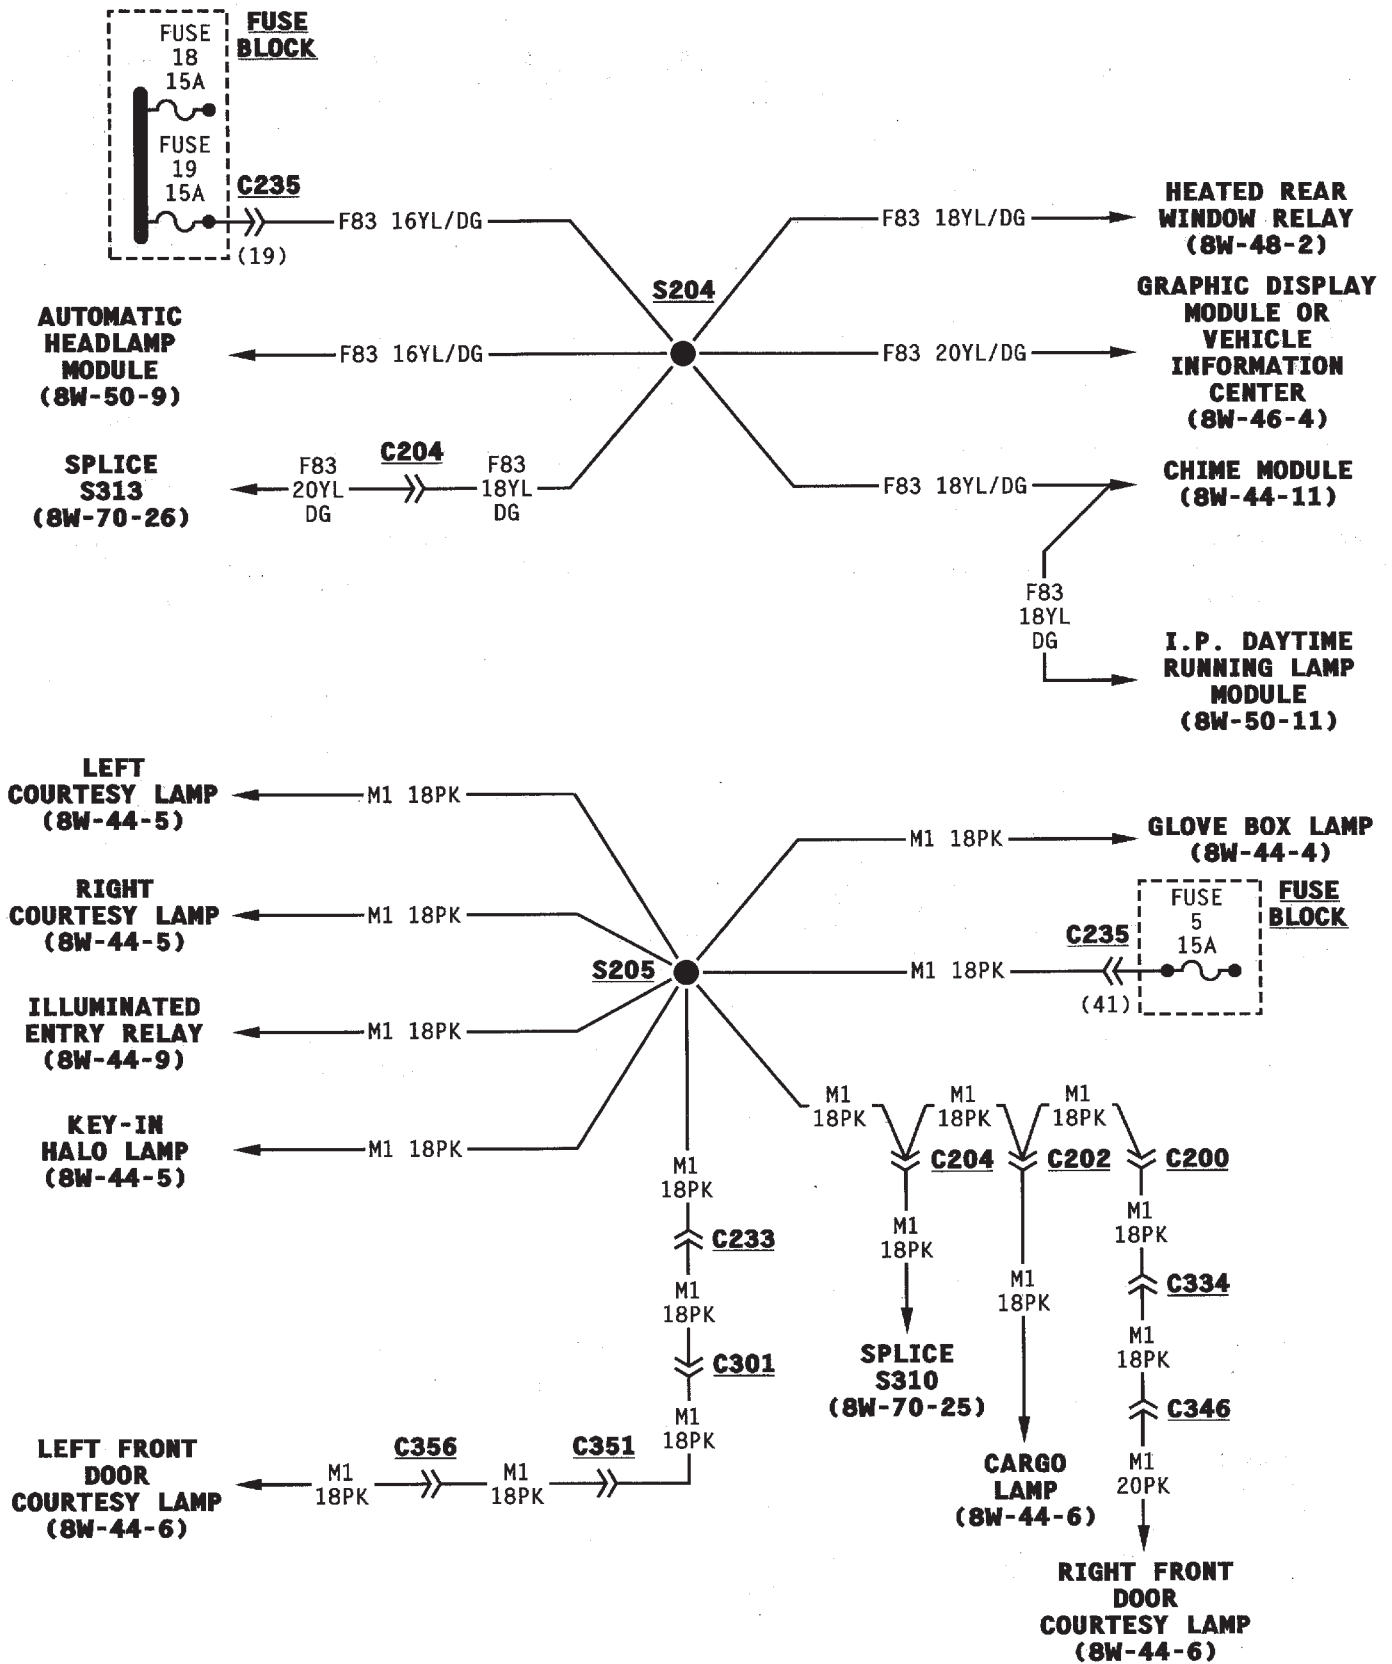 FUSE
18
15A
FUSE
BLOCK
FUSE
19
15A
C235
(19)
F83 16YL/DG
F83 18YL/DG
HEATED REAR
WINDOW RELAY
(8W-48-2)
S204
AUTOMATIC
HEADLAMP
MODULE
(8W-50-9)
F83 16YL/DG
F83 20YL/DG
GRAPHIC DISPLAY
MODULE OR
VEHICLE
INFORMATION
CENTER
(8W-46-4)
SPLICE
S313
(8W-70-26)
F83
20YL
DG
C204
F83
18YL
DG
F83 18YL/DG
CHIME MODULE
(8W-44-11)
F83
18YL
DG
I.P. DAYTIME
RUNNING LAMP
MODULE
(8W-50-11)
LEFT
COURTESY LAMP
(8W-44-5)
M1 18PK
M1 18PK
GLOVE BOX LAMP
(8W-44-4)
RIGHT
COURTESY LAMP
(8W-44-5)
M1 18PK
S205
M1 18PK
C235
(41)
FUSE
5
15A
FUSE
BLOCK
ILLUMINATED
ENTRY RELAY
(8W-44-9)
M1 18PK
KEY-IN
HALO LAMP
(8W-44-5)
M1 18PK
M1
18PK
M1
18PK
M1
18PK
C204
C202
C200
M1
18PK
C233
M1
18PK
C301
M1
18PK
C351
M1
18PK
C356
M1
18PK
LEFT FRONT
DOOR
COURTESY LAMP
(8W-44-6)
M1
18PK
SPLICE
S310
(8W-70-25)
M1
18PK
CARGO
LAMP
(8W-44-6)
M1
18PK
C334
M1
18PK
C346
M1
20PK
RIGHT FRONT
DOOR
COURTESY LAMP
(8W-44-6)